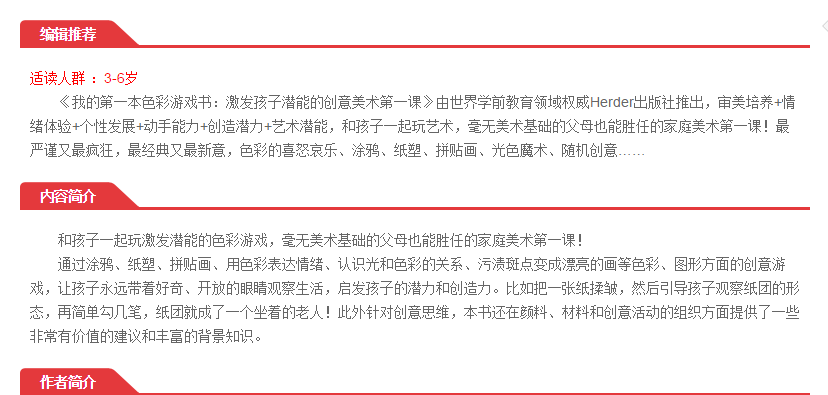 编辑推荐
适读人群 ：3-6岁
《我的第一本色彩游戏书：激发孩子潜能的创意美术第一课》由世界学前教育领域权威Herder出版社推出，审美培养+情
绪体验+个性发展+动手能力+创造潜力+艺术潜能，和孩子一起玩艺术，毫无美术基础的父母也能胜任的家庭美术第一课！最
严谨又最疯狂，最经典又最新意，色彩的喜怒哀乐、涂鸦、纸塑、拼贴画、光色魔术、随机创意……
内容简介
和孩子一起玩激发潜能的色彩游戏，毫无美术基础的父母也能胜任的家庭美术第一课！
通过涂鸦、纸塑、拼贴画、用色彩表达情绪、认识光和色彩的关系、污渍斑点变成漂亮的画等色彩、图形方面的创意游
戏，让孩子永远带着好奇、开放的眼睛观察生活，启发孩子的潜力和创造力。比如把一张纸揉皱，然后引导孩子观察纸团的形
态，再简单勾几笔，纸团就成了一个坐着的老人！此外针对创意思维，本书还在颜料、材料和创意活动的组织方面提供了一些
非常有价值的建议和丰富的背景知识。
作者简介